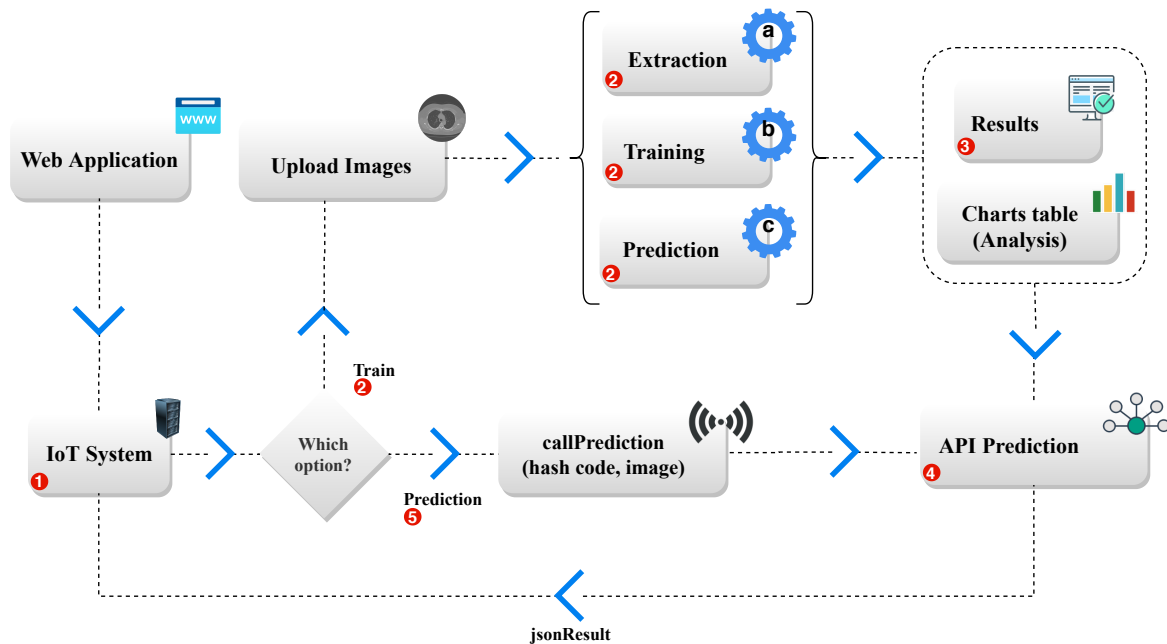 a
Extraction
2
WWW
Web Application
Upload Images
b
Training
2
Results
3
c
Prediction
2
Charts table
(Analysis)
Train
2
Which
option?
IoT System
1
Prediction
5
callPrediction
(hash code, image)
API Prediction
4
jsonResult